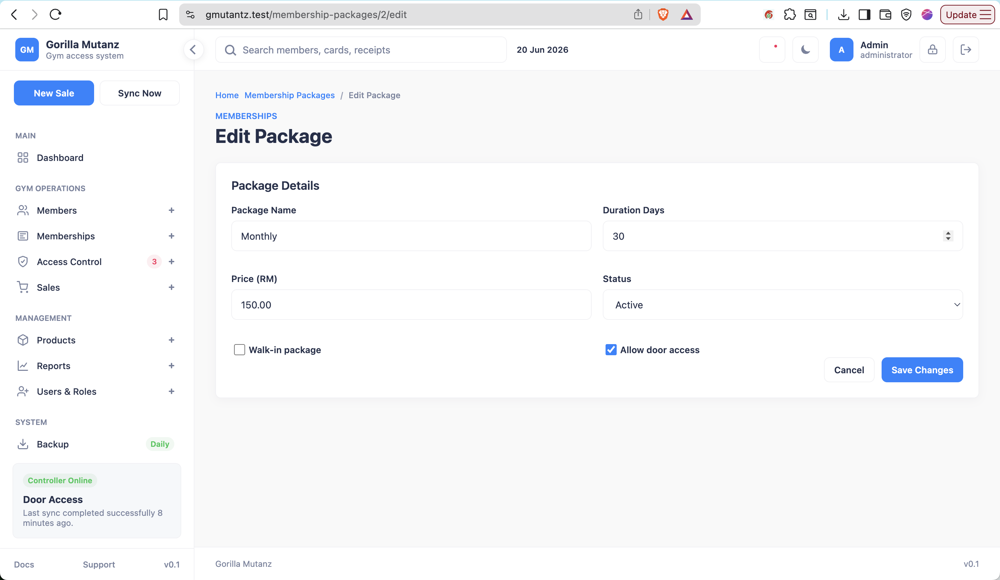 gmutantz.test/membership-packages/2/edit
Update
GM
Gorilla Mutanz
Gym access system
Search members, cards, receipts
20 Jun 2026
A
Admin
administrator
New Sale
Sync Now
MAIN
Dashboard
GYM OPERATIONS
Members
Memberships
Access Control
3
Sales
MANAGEMENT
Products
Reports
Users & Roles
SYSTEM
Backup
Daily
Controller Online
Door Access
Last sync completed successfully 8
minutes ago.
Docs
Support
v0.1
Home Membership Packages / Edit Package
MEMBERSHIPS
Edit Package
Package Details
Package Name
Monthly
Duration Days
30
Price (RM)
150.00
Status
Active
Walk-in package
Allow door access
Cancel
Save Changes
Gorilla Mutanz
v0.1